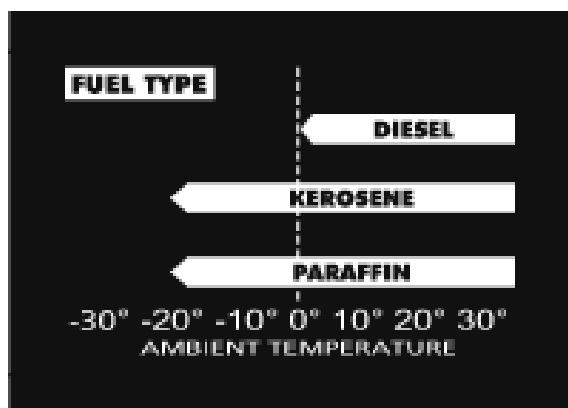 FUEL TYPE
DIESEL
KEROSENE
PARAFFIN
-30° -20° -10° 0° 10° 20° 30°
AMBIENT TEMPERATURE